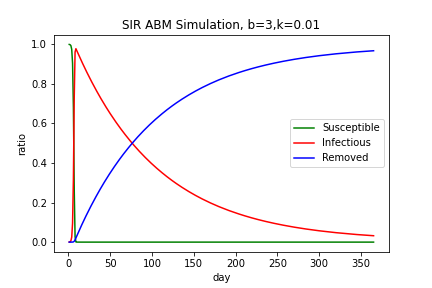 SIR ABM Simulation, b=3,k=0.01
ratio
1.0
0.8
0.6
0.4
0.2
0.0
Susceptible
Infectious
Removed
0 50 100 150 200 250 300 350
day